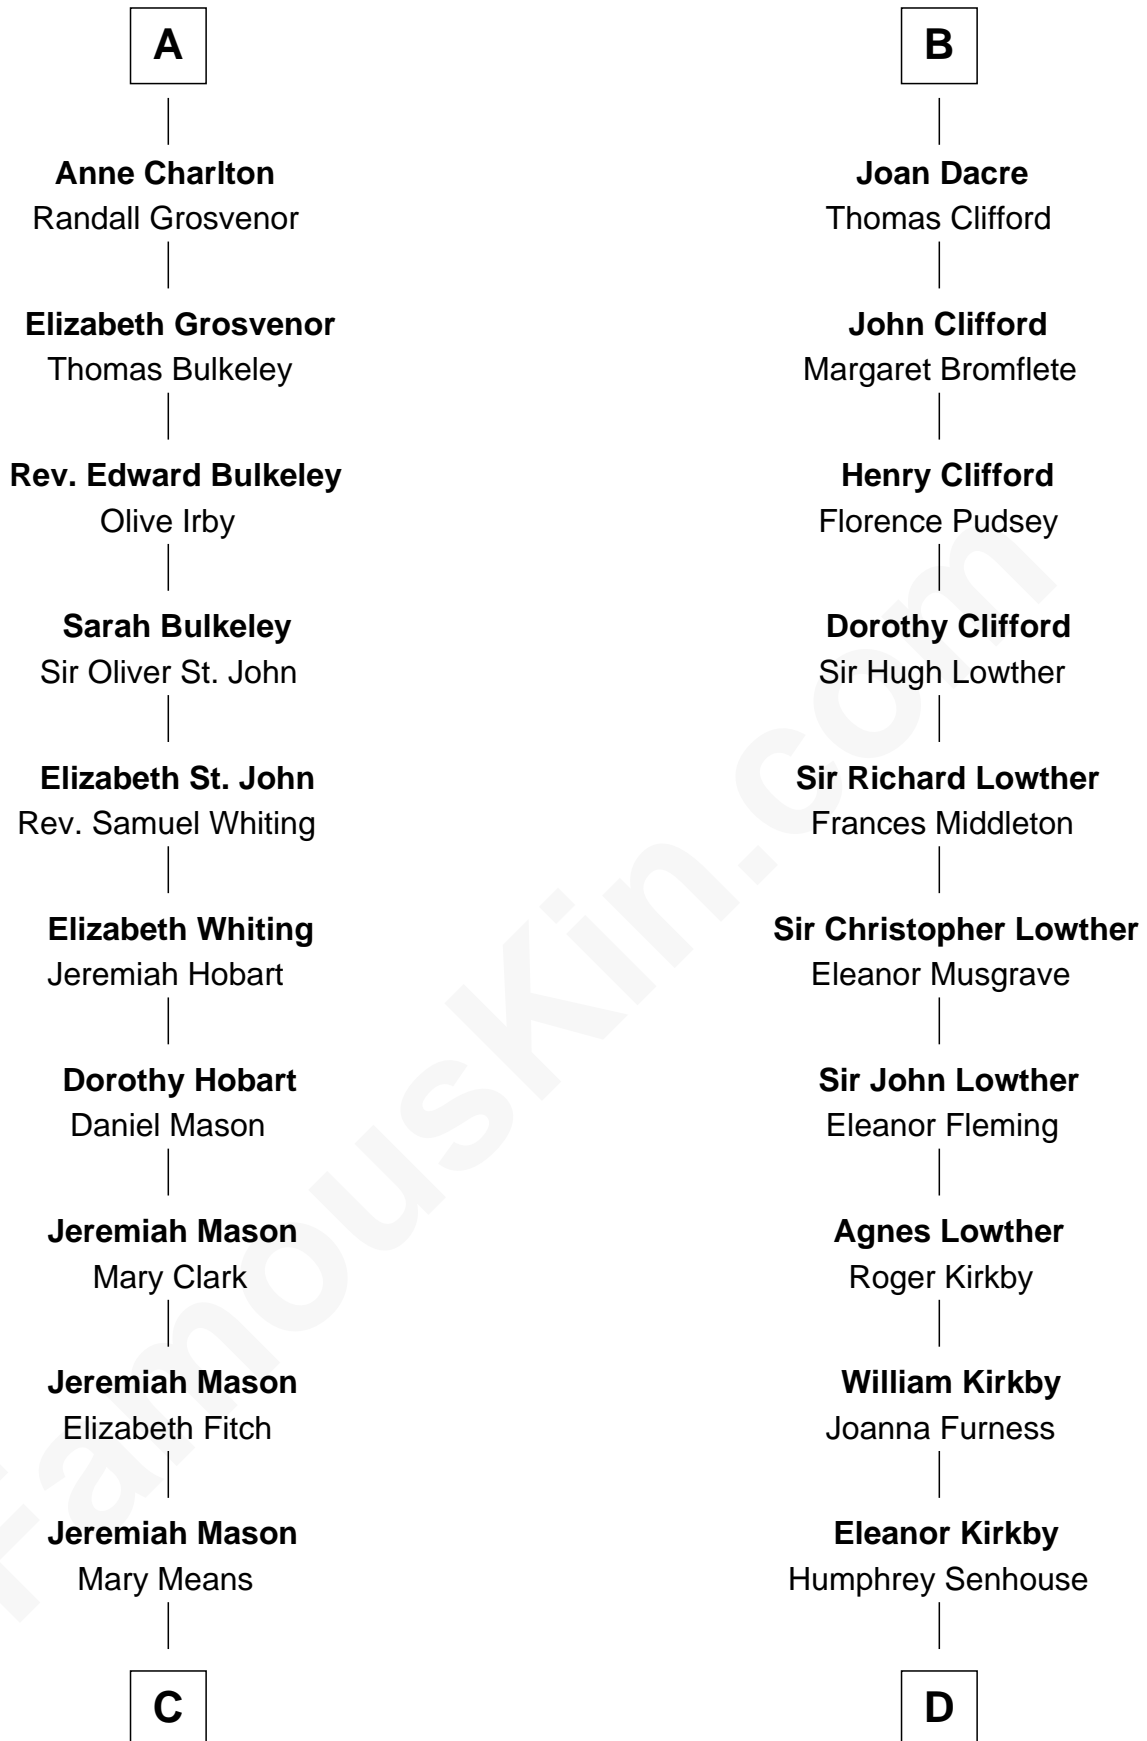 A
Anne Charlton
Randall Grosvenor
Elizabeth Grosvenor
Thomas Bulkeley
Rev. Edward Bulkeley
Olive Irby
Sarah Bulkeley
Sir Oliver St. John
Elizabeth St. John
Rev. Samuel Whiting
Elizabeth Whiting
Jeremiah Hobart
Dorothy Hobart
Daniel Mason
Jeremiah Mason
Mary Clark
Jeremiah Mason
Elizabeth Fitch
Jeremiah Mason
Mary Means
C
B
Joan Dacre
Thomas Clifford
John Clifford
Margaret Bromflete
Henry Clifford
Florence Pudsey
Dorothy Clifford
Sir Hugh Lowther
Sir Richard Lowther
Frances Middleton
Sir Christopher Lowther
Eleanor Musgrave
Sir John Lowther
Eleanor Fleming
Agnes Lowther
Roger Kirkby
William Kirkby
Joanna Furness
Eleanor Kirkby
Humphrey Senhouse
D
FamousKin.com